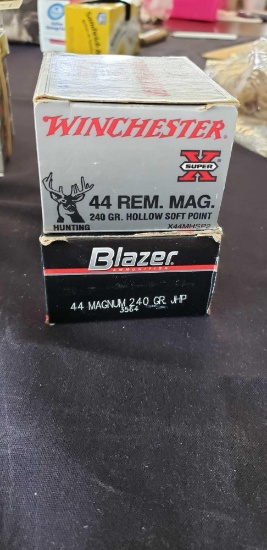 WINCHESTER
SUPER
X
44 REM. MAG.
240 GR. HOLLOW SOFT POINT
HUNTING
X44MHSP2
Blazer
AMMUNITION
44 MAGNUM 240 GR. JHP
3564